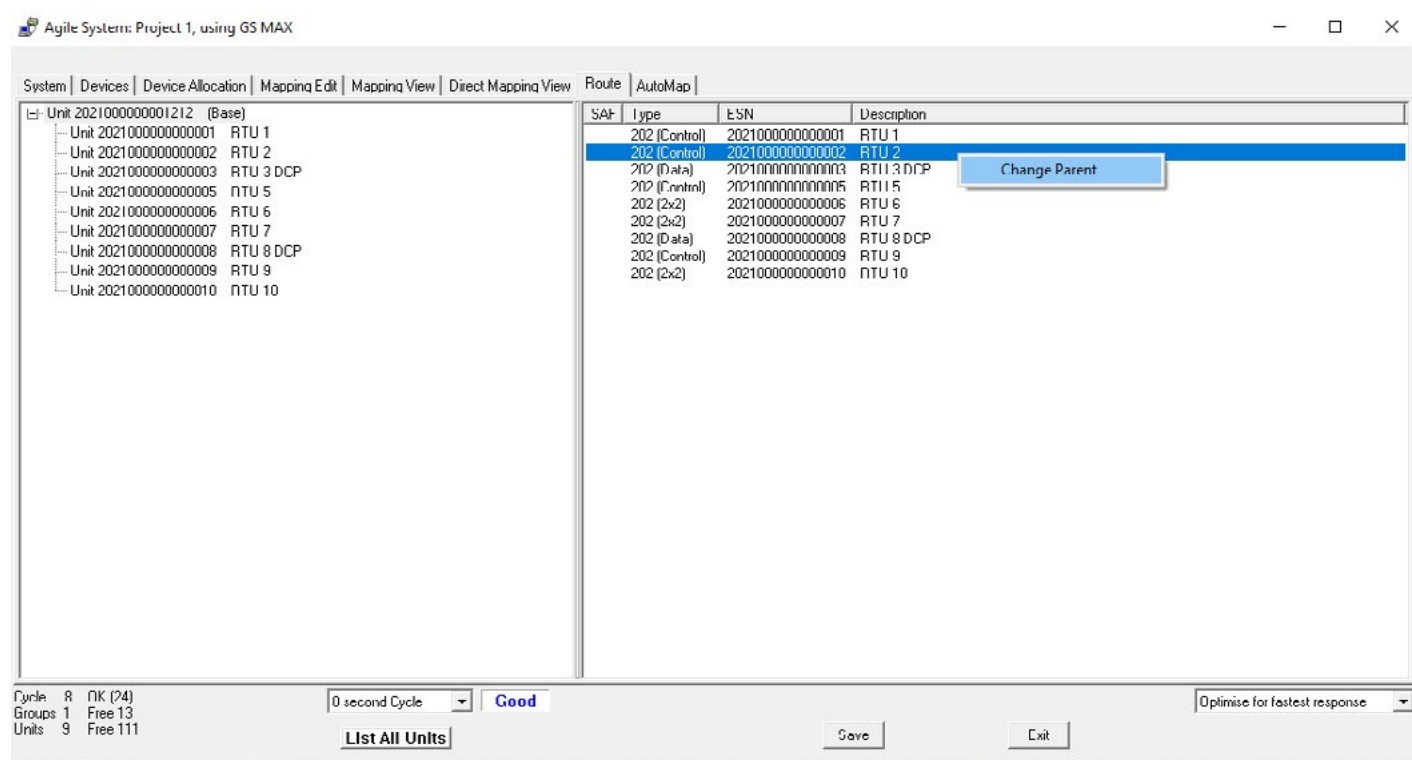 Agile System: Project 1, using GS MAX
System Devices Device Allocation Mapping Edit Mapping View Direct Mapping View Route AutoMap
Unit 2021000000001212 (Base)
Unit 2021000000000001 RTU 1
Unit 2021000000000002 RTU 2
Unit 2021000000000003 RTU 3 DCP
Unit 2021000000000005 RTU 5
Unit 2021000000000006 RTU 6
Unit 2021000000000007 RTU 7
Unit 2021000000000008 RTU 8 DCP
Unit 2021000000000009 RTU 9
Unit 2021000000000010 RTU 10
SAF Type ESN Description
202 (Control) 2021000000000001 RTU 1
202 (Control) 2021000000000002 RTU 2
202 (Data) 2021000000000003 RTU 3 DCP
202 (Control) 2021000000000005 RTU 5
202 (2x2) 2021000000000006 RTU 6
202 (2x2) 2021000000000007 RTU 7
202 (Data) 2021000000000008 RTU 8 DCP
202 (Control) 2021000000000009 RTU 9
202 (2x2) 2021000000000010 RTU 10
Change Parent
Cycle 8 OK (24)
Groups 1 Free 13
Units 9 Free 111
0 second Cycle
Good
List All Units
Save
Exit
Optimise for fastest response